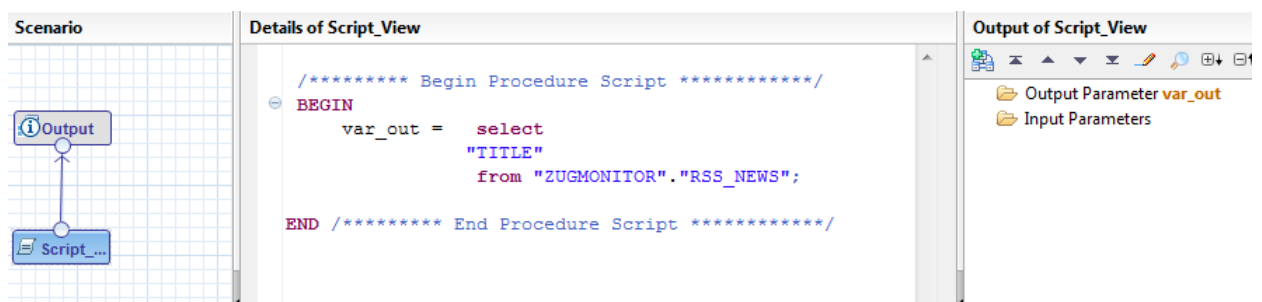 Scenario
Output
Script_...
Details of Script_View
/********* Begin Procedure Script ************/
BEGIN
var_out = select
"TITLE"
from "ZUGMONITOR"."RSS_NEWS";
END /********* End Procedure Script ************/
Output of Script_View
Output Parameter var_out
Input Parameters